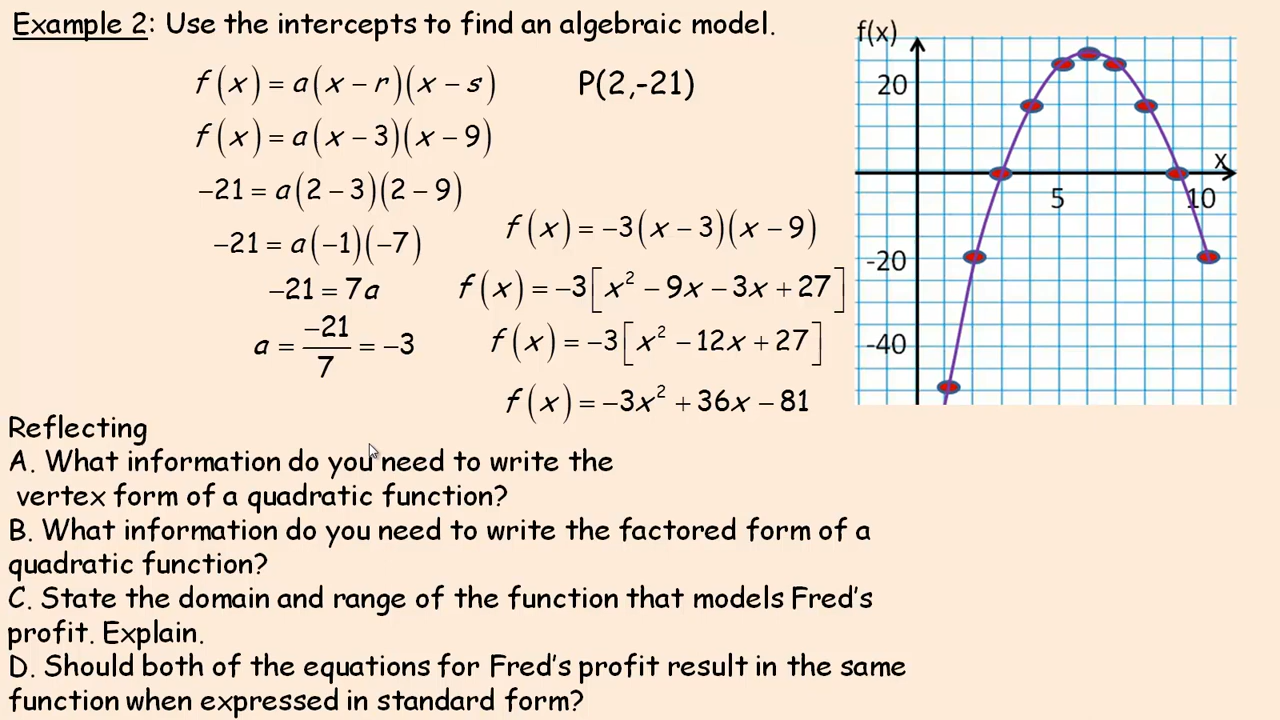 Example 2: Use the intercepts to find an algebraic model.
f(x) = a(x − r)(x − s)
P(2,-21)
f(x) = a(x − 3)(x − 9)
−21 = a(2 − 3)(2 − 9)
−21 = a(−1)(−7)
−21 = 7a
a = −21/7 = −3
f(x) = −3(x − 3)(x − 9)
f(x) = −3[x² − 9x − 3x + 27]
f(x) = −3[x² − 12x + 27]
f(x) = −3x² + 36x − 81
f(x)
20
x
5
10
-20
-40
Reflecting
A. What information do you need to write the
vertex form of a quadratic function?
B. What information do you need to write the factored form of a
quadratic function?
C. State the domain and range of the function that models Fred's
profit. Explain.
D. Should both of the equations for Fred's profit result in the same
function when expressed in standard form?